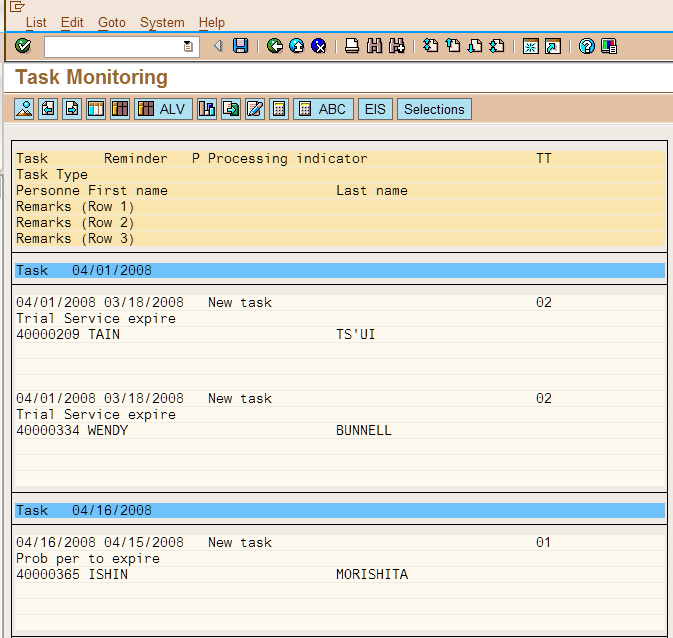 List Edit Goto System Help
Task Monitoring
ALV ABC EIS Selections
Task Reminder P Processing indicator TT
Task Type
Personne First name Last name
Remarks (Row 1)
Remarks (Row 2)
Remarks (Row 3)
Task 04/01/2008
04/01/2008 03/18/2008 New task 02
Trial Service expire
40000209 TAIN TS'UI
04/01/2008 03/18/2008 New task 02
Trial Service expire
40000334 WENDY BUNNELL
Task 04/16/2008
04/16/2008 04/15/2008 New task 01
Prob per to expire
40000365 ISHIN MORISHITA